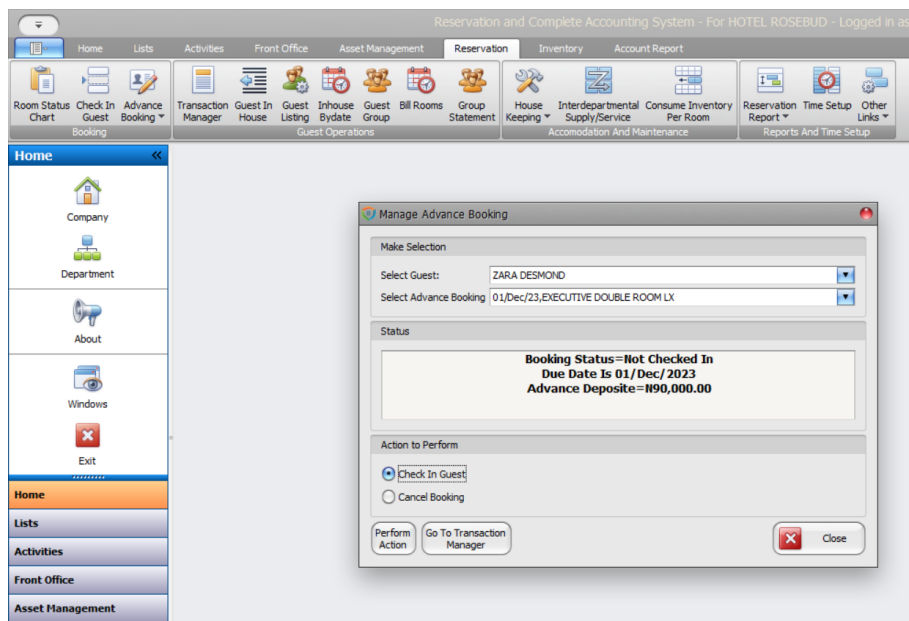 Reservation and Complete Accounting System - For HOTEL ROSEBUD - Logged in as
Home Lists Activities Front Office Asset Management Reservation Inventory Account Report
Room Status Chart
Check In Guest
Advance Booking
Transaction Manager
Guest In House
Guest Listing
Inhouse Bydate
Guest Group
Bill Rooms
Group Statement
House Keeping
Interdepartmental Supply/Service
Consume Inventory Per Room
Reservation Report
Time Setup
Other Links
Booking
Guest Operations
Accomodation And Maintenance
Reports And Time Setup
Home
Company
Department
About
Windows
Exit
Home
Lists
Activities
Front Office
Asset Management
Manage Advance Booking
Make Selection
Select Guest: ZARA DESMOND
Select Advance Booking 01/Dec/23,EXECUTIVE DOUBLE ROOM LX
Status
Booking Status=Not Checked In
Due Date Is 01/Dec/2023
Advance Deposite=₦90,000.00
Action to Perform
Check In Guest
Cancel Booking
Perform Action
Go To Transaction Manager
Close